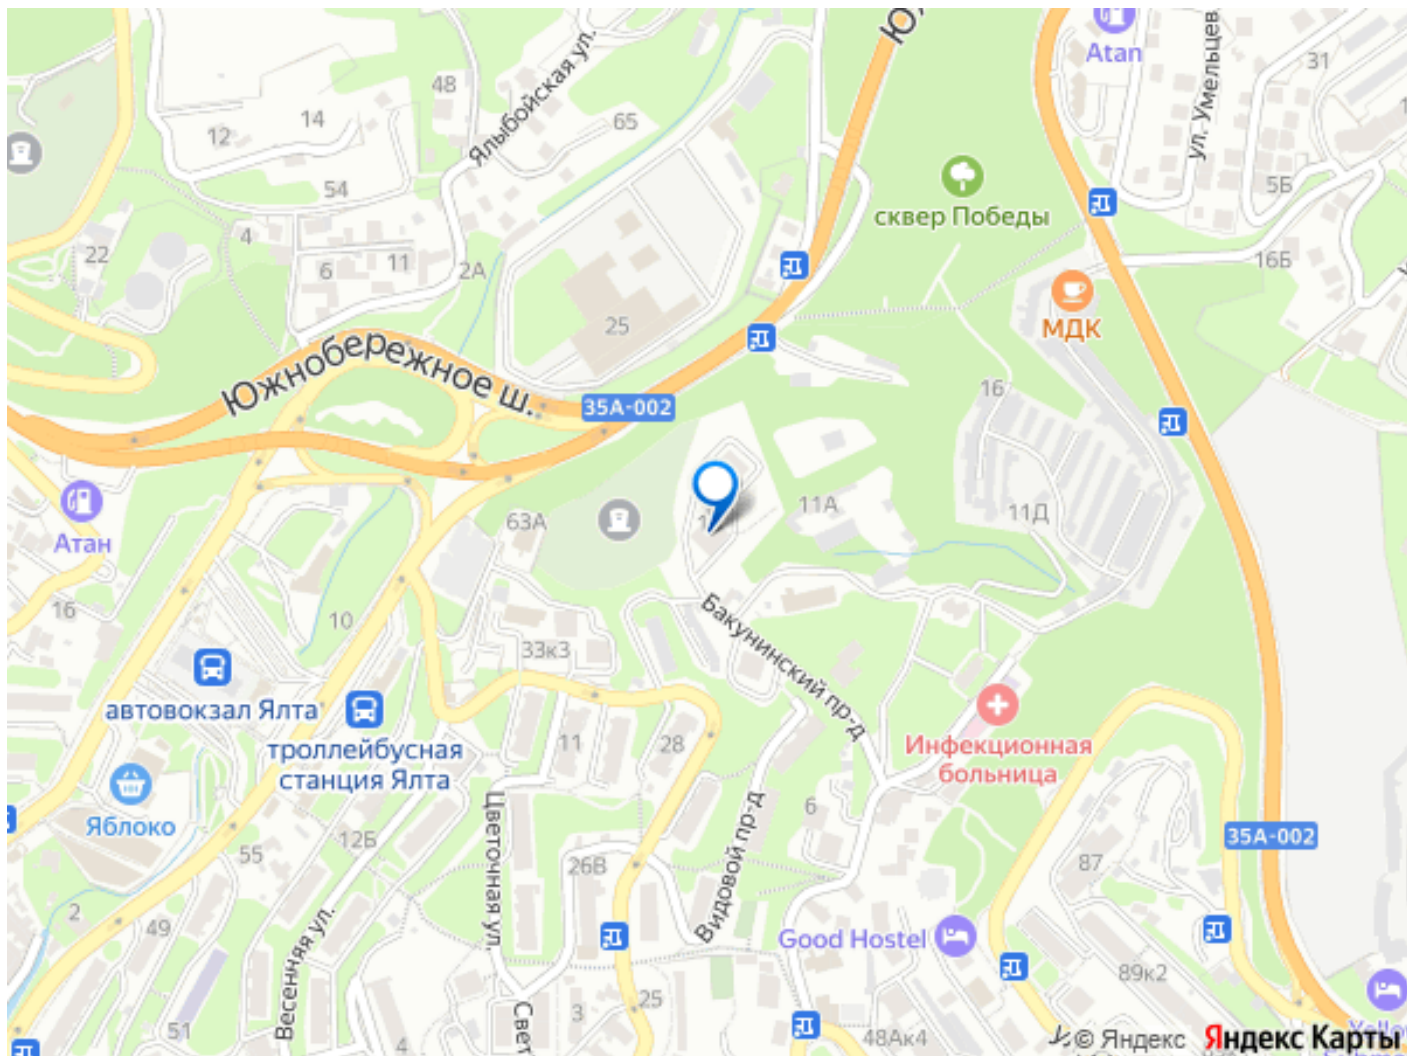 Atan
48
31
ул. Умельцев
14
12
65
Ялыбойская ул.
54
5Б
сквер Победы
4
22
11
6
2А
16Б
МДК
25
Южнобережное ш.
35А-002
16
11А
11Д
63А
Атан
16
10
Бакунинский пр-д
33к3
автовокзал Ялта
троллейбусная
станция Ялта
11
28
Инфекционная
больница
Яблоко
12Б
55
Цветочная ул.
Видовой пр-д
6
35А-002
87
26В
2
49
Весенняя ул.
Good Hostel
89к2
25
3
Свет
51
4
48Ак4
© Яндекс
Яндекс Карты